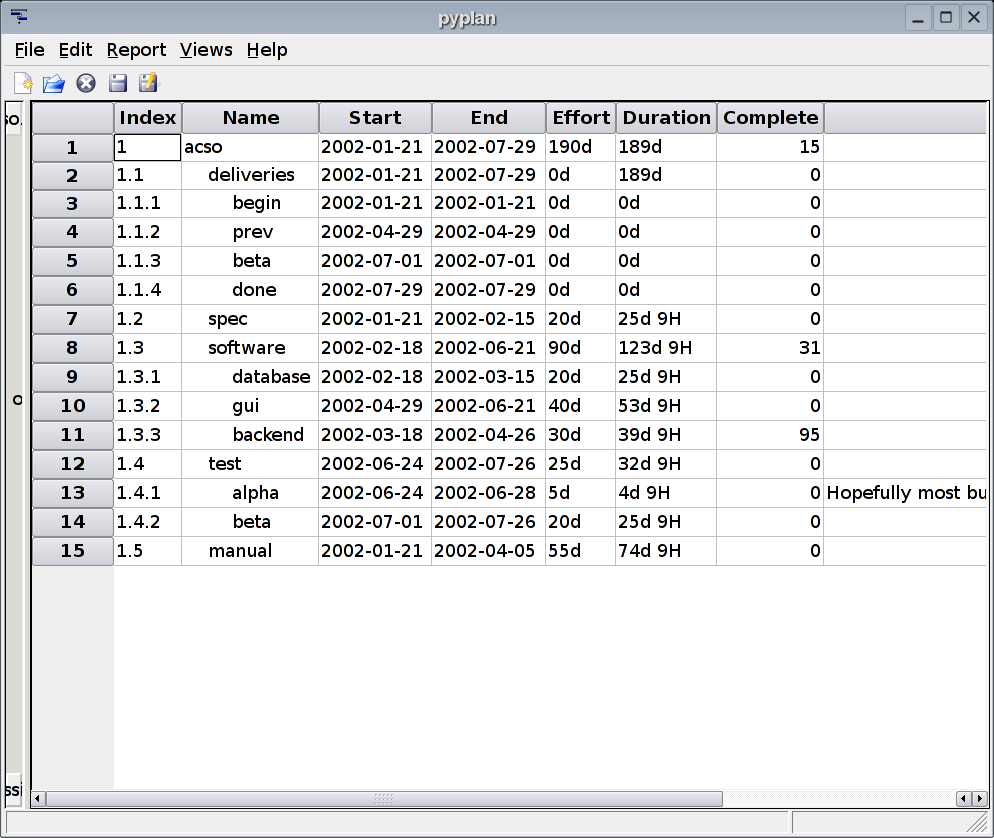 pyplan
File Edit Report Views Help
Index Name Start End Effort Duration Complete
1 1 acso 2002-01-21 2002-07-29 190d 189d 15
2 1.1 deliveries 2002-01-21 2002-07-29 0d 189d 0
3 1.1.1 begin 2002-01-21 2002-01-21 0d 0d 0
4 1.1.2 prev 2002-04-29 2002-04-29 0d 0d 0
5 1.1.3 beta 2002-07-01 2002-07-01 0d 0d 0
6 1.1.4 done 2002-07-29 2002-07-29 0d 0d 0
7 1.2 spec 2002-01-21 2002-02-15 20d 25d 9H 0
8 1.3 software 2002-02-18 2002-06-21 90d 123d 9H 31
9 1.3.1 database 2002-02-18 2002-03-15 20d 25d 9H 0
10 1.3.2 gui 2002-04-29 2002-06-21 40d 53d 9H 0
11 1.3.3 backend 2002-03-18 2002-04-26 30d 39d 9H 95
12 1.4 test 2002-06-24 2002-07-26 25d 32d 9H 0
13 1.4.1 alpha 2002-06-24 2002-06-28 5d 4d 9H 0 Hopefully most bu
14 1.4.2 beta 2002-07-01 2002-07-26 20d 25d 9H 0
15 1.5 manual 2002-01-21 2002-04-05 55d 74d 9H 0